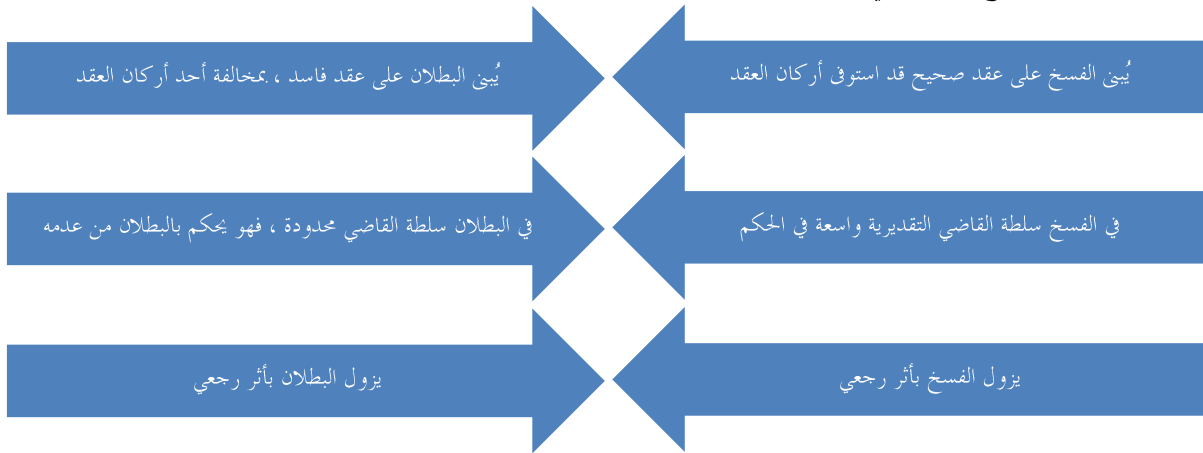 يُبنى الفسخ على عقد صحيح قد استوفى أركان العقد
يُبنى البطلان على عقد فاسد ، بمخالفة أحد أركان العقد
في الفسخ سلطة القاضي التقديرية واسعة في الحكم
في البطلان سلطة القاضي محدودة ، فهو يحكم بالبطلان من عدمه
يزول الفسخ بأثر رجعي
يزول البطلان بأثر رجعي